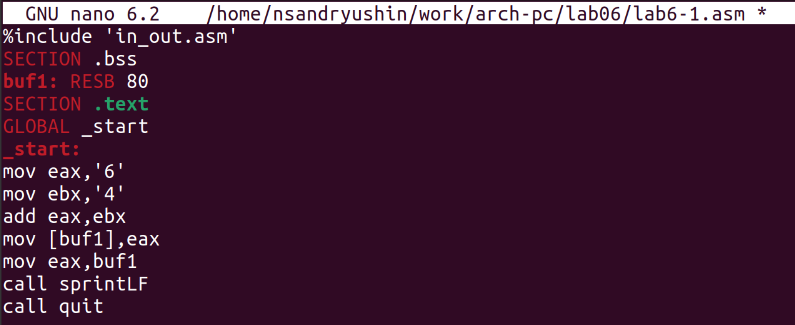 GNU nano 6.2 /home/nsandryushin/work/arch-pc/lab06/lab6-1.asm *
%include 'in_out.asm'
SECTION .bss
buf1: RESB 80
SECTION .text
GLOBAL _start
_start:
mov eax,'6'
mov ebx,'4'
add eax,ebx
mov [buf1],eax
mov eax,buf1
call sprintLF
call quit